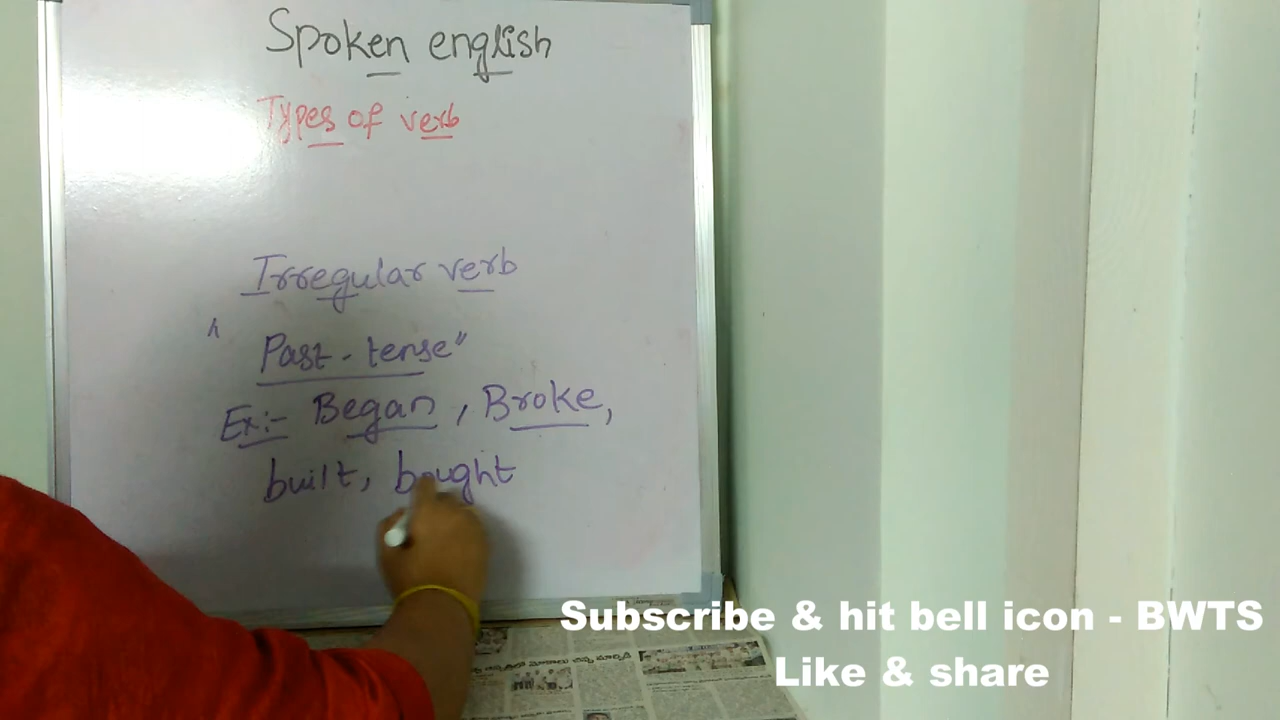 Spoken english
Types of verb
Irregular verb
"Past-tense"
Ex:- Began, Broke,
built, bought
Subscribe & hit bell icon - BWTS
Like & share